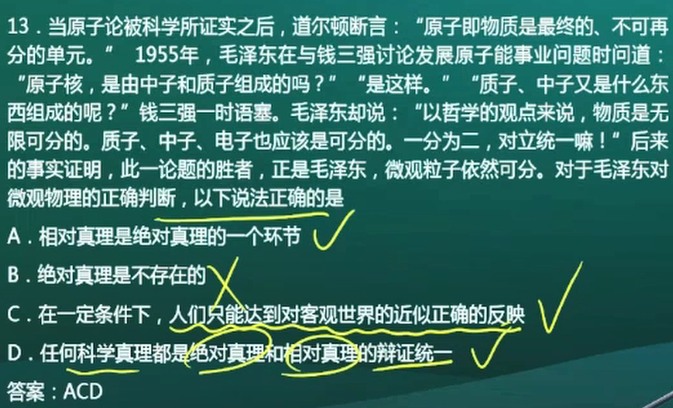 13．当原子论被科学所证实之后，道尔顿断言：“原子即物质是最终的、不可再
分的单元。” 1955年，毛泽东在与钱三强讨论发展原子能事业问题时问道：
“原子核，是由中子和质子组成的吗？”“是这样。”“质子、中子又是什么东
西组成的呢？”钱三强一时语塞。毛泽东却说：“以哲学的观点来说，物质是无
限可分的。质子、中子、电子也应该是可分的。一分为二，对立统一嘛！”后来
的事实证明，此一论题的胜者，正是毛泽东，微观粒子依然可分。对于毛泽东对
微观物理的正确判断，以下说法正确的是
A．相对真理是绝对真理的一个环节
B．绝对真理是不存在的
C．在一定条件下，人们只能达到对客观世界的近似正确的反映
D．任何科学真理都是绝对真理和相对真理的辩证统一
答案：ACD